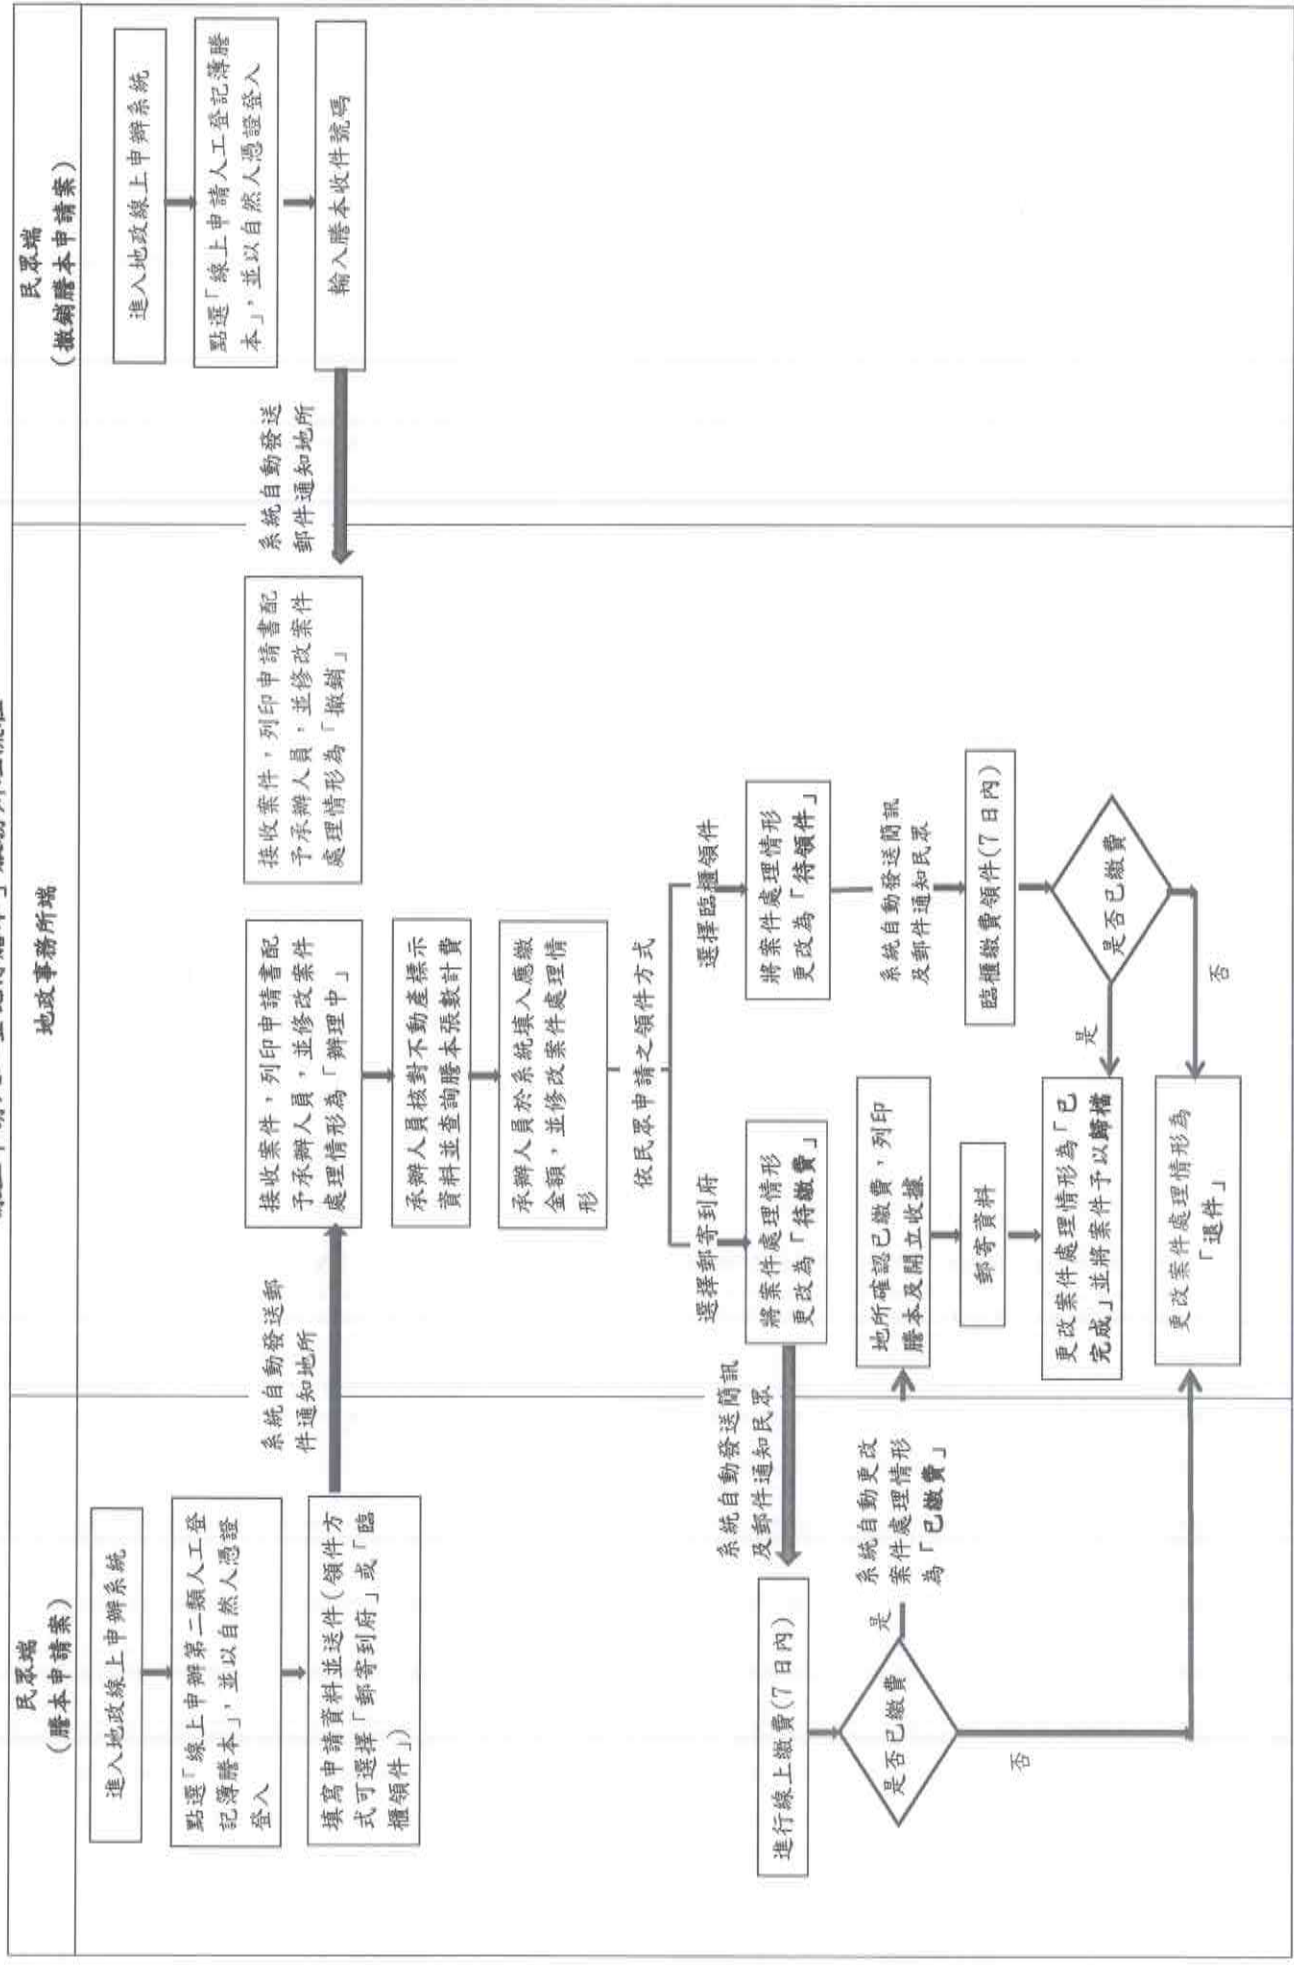 民眾端
(謄本申請案)
地政事務所端
民眾端
(撤銷謄本申請案)
進入地政線上申辦系統
點選「線上申辦第二類人工登
記簿謄本」,並以自然人憑證
登入
填寫申請資料並送件(領件方
式可選擇「郵寄到府」或「臨
櫃領件」)
系統自動發送郵
件通知地所
接收案件,列印申請書配
予承辦人員,並修改案件
處理情形為「辦理中」
承辦人員核對不動產標示
資料並查詢謄本張數計費
承辦人員於系統填入應繳
金額,並修改案件處理情
形
依民眾申請之領件方式
選擇郵寄到府
將案件處理情形
更改為「待繳費」
系統自動發送簡訊
及郵件通知民眾
進行線上繳費(7 日內)
是否已繳費
是
否
系統自動更改
案件處理情形
為「已繳費」
地所確認已繳費,列印
謄本及開立收據
郵寄資料
更改案件處理情形為「已
完成」並將案件予以歸檔
更改案件處理情形為
「退件」
選擇臨櫃領件
將案件處理情形
更改為「待領件」
系統自動發送簡訊
及郵件通知民眾
臨櫃繳費領件(7 日內)
是否已繳費
是
否
進入地政線上申辦系統
點選「線上申請人工登記簿謄
本」,並以自然人憑證登入
輸入謄本收件號碼
系統自動發送
郵件通知地所
接收案件,列印申請書配
予承辦人員,並修改案件
處理情形為「撤銷」